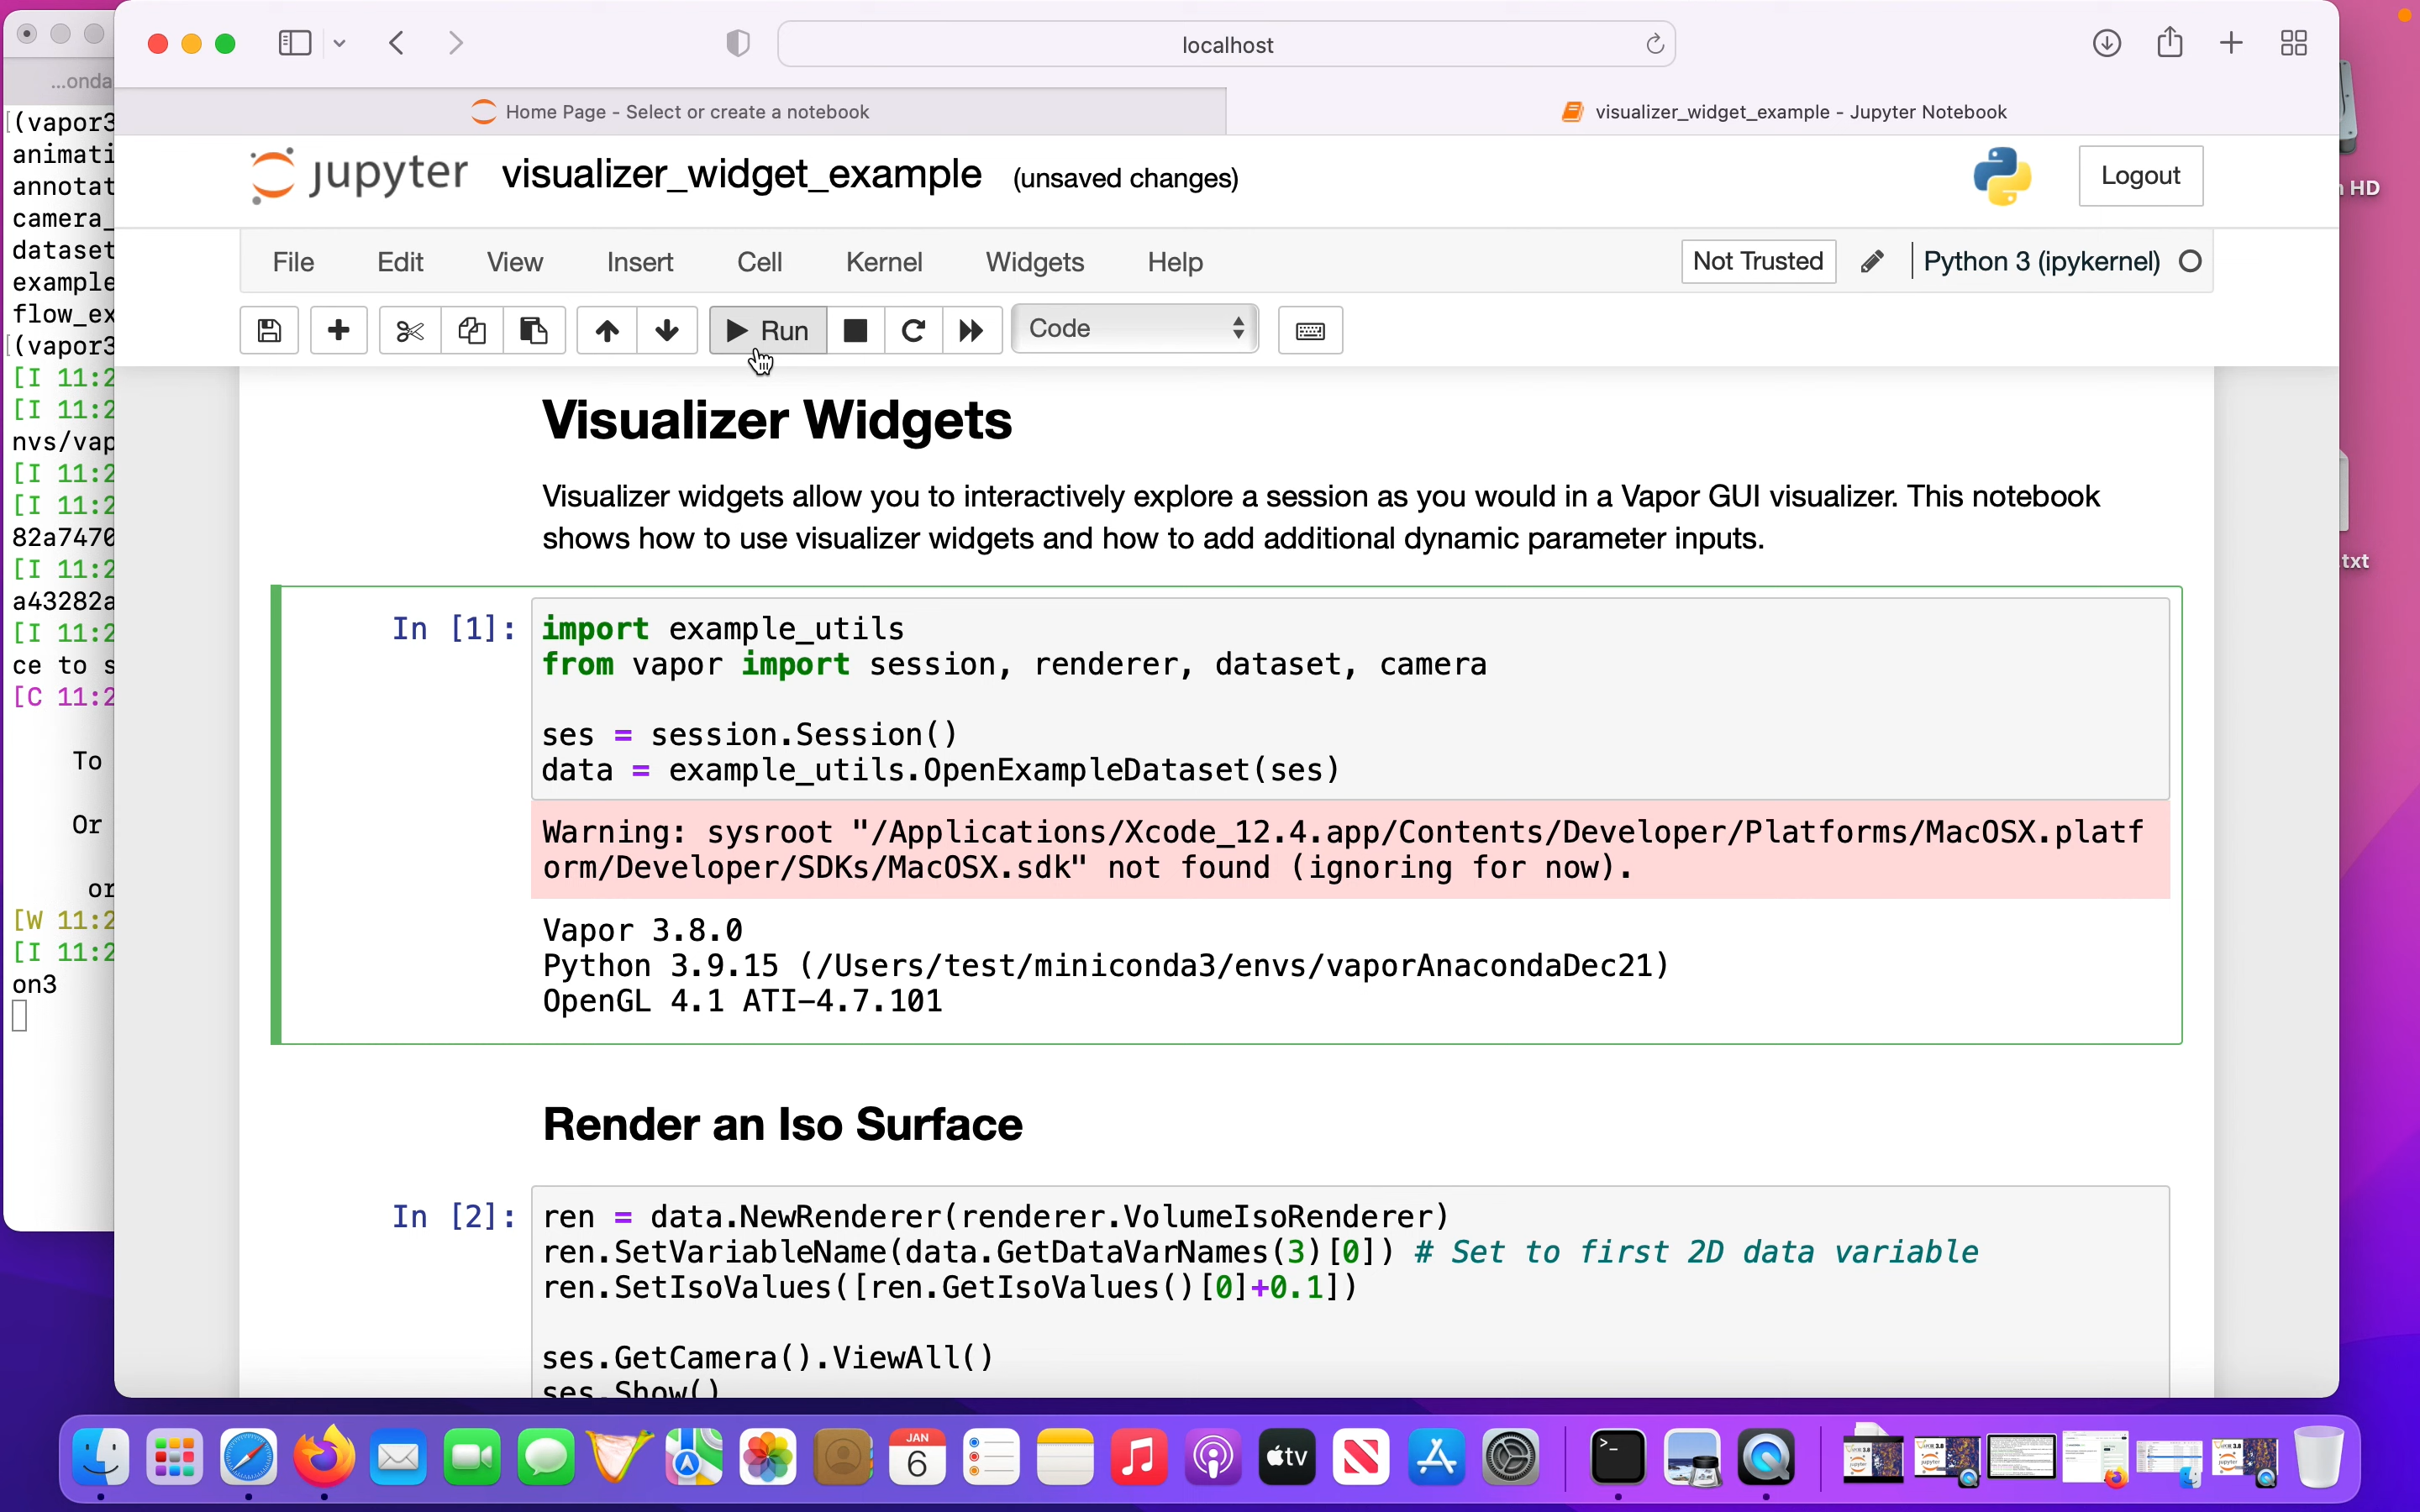 localhost
...onda
Home Page - Select or create a notebook
visualizer_widget_example - Jupyter Notebook
jupyter visualizer_widget_example (unsaved changes)
Logout
File Edit View Insert Cell Kernel Widgets Help
Not Trusted
Python 3 (ipykernel)
Run
Code
Visualizer Widgets
Visualizer widgets allow you to interactively explore a session as you would in a Vapor GUI visualizer. This notebook
shows how to use visualizer widgets and how to add additional dynamic parameter inputs.
In [1]:
import example_utils
from vapor import session, renderer, dataset, camera
ses = session.Session()
data = example_utils.OpenExampleDataset(ses)
Warning: sysroot "/Applications/Xcode_12.4.app/Contents/Developer/Platforms/MacOSX.platf
orm/Developer/SDKs/MacOSX.sdk" not found (ignoring for now).
Vapor 3.8.0
Python 3.9.15 (/Users/test/miniconda3/envs/vaporAnacondaDec21)
OpenGL 4.1 ATI-4.7.101
Render an Iso Surface
In [2]:
ren = data.NewRenderer(renderer.VolumeIsoRenderer)
ren.SetVariableName(data.GetDataVarNames(3)[0]) # Set to first 2D data variable
ren.SetIsoValues([ren.GetIsoValues()[0]+0.1])
ses.GetCamera().ViewAll()
ses.Show()
(vapor3
animati
annotat
camera_
dataset
example
flow_ex
(vapor3
[I 11:2
[I 11:2
nvs/vap
[I 11:2
[I 11:2
82a7470
[I 11:2
a43282a
[I 11:2
ce to s
[C 11:2
To
Or
or
[W 11:2
[I 11:2
on3
HD
.txt
JAN
6
tv